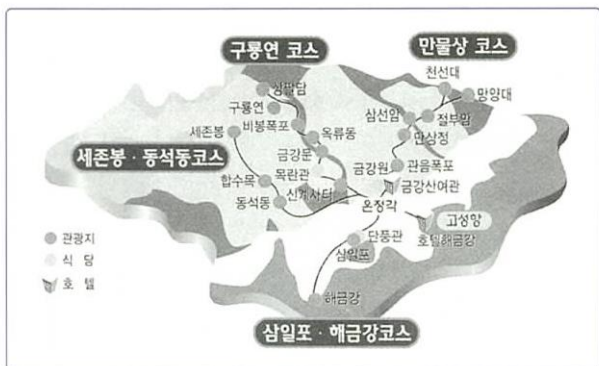 구룡연 코스
만물상 코스
천선대
망양대
상팔담
구룡연
삼선암
절부암
세존봉
비봉폭포
옥류동
만상정
세존봉·동석동코스
금강문
금강원
관음폭포
합수목
목란관
금강산여관
동석동
신계사터
온정각
고성항
호텔해금강
관광지
식 당
호 텔
단풍관
삼일포
해금강
삼일포·해금강코스